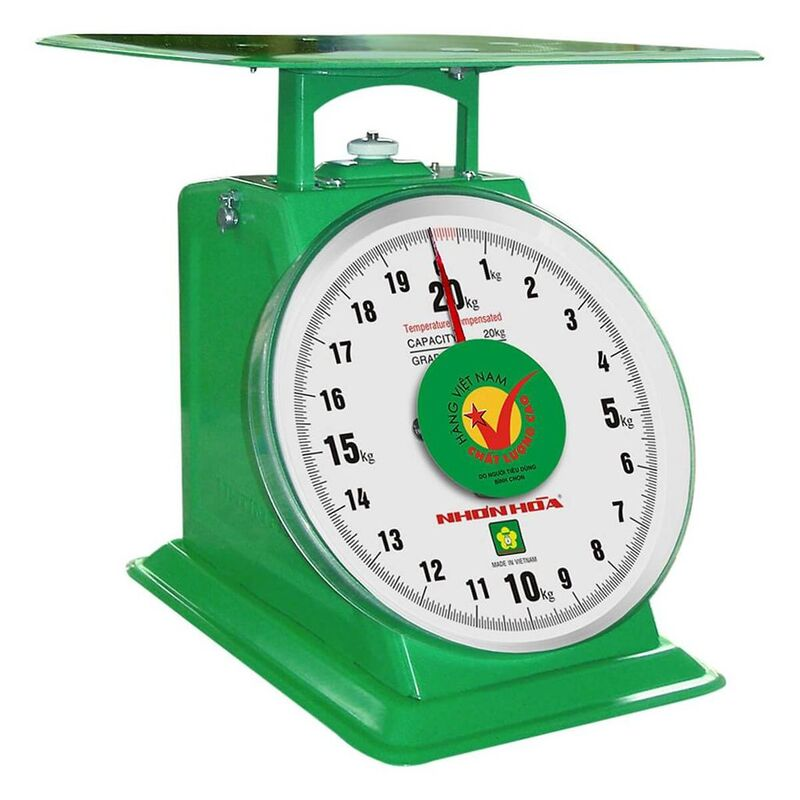 20kg
1kg
2
3
4
5kg
6
7
8
9
10kg
11
12
13
14
15kg
16
17
18
19
Temperature
CAPACITY 20kg
HÀNG VIỆT NAM
CHẤT LƯỢNG CAO
DO NGƯỜI TIÊU DÙNG
BÌNH CHỌN
NHƠN HÒA®
MADE IN VIETNAM